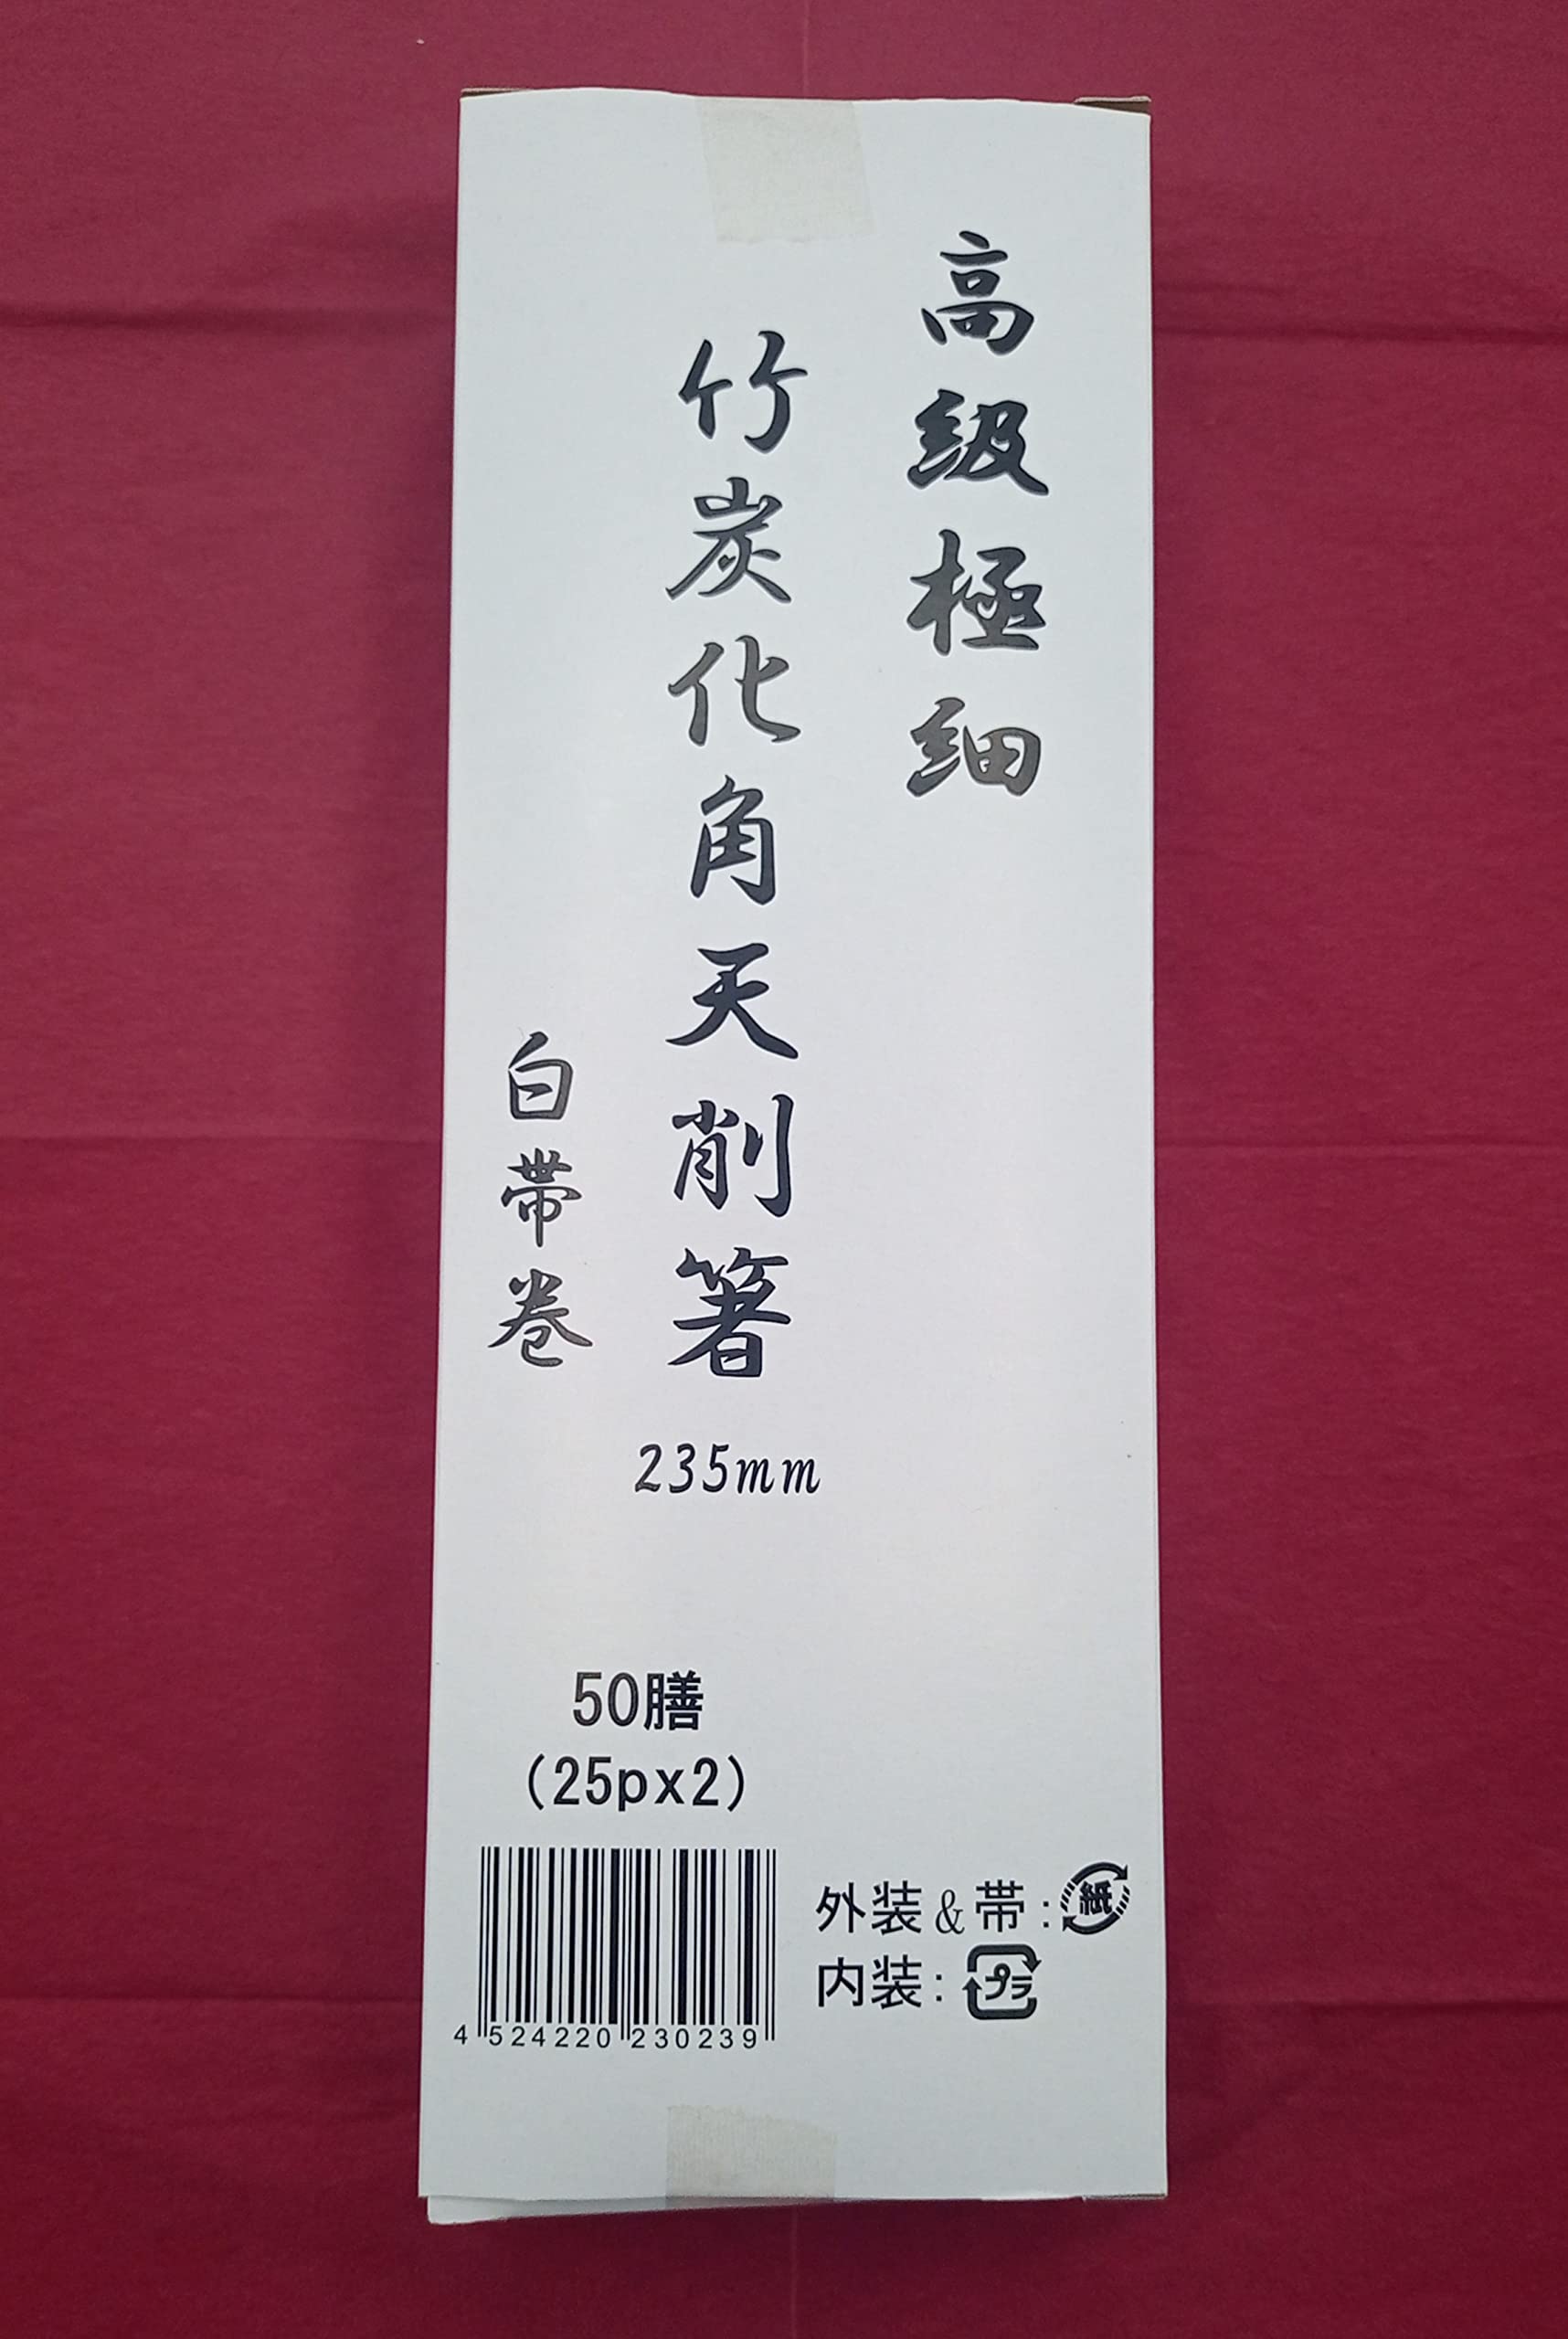 高級極細
竹炭化角天削箸
白帯巻
235mm
50膳
(25px2)
4 524220 230239
外装&帯:紙
内装:プラ